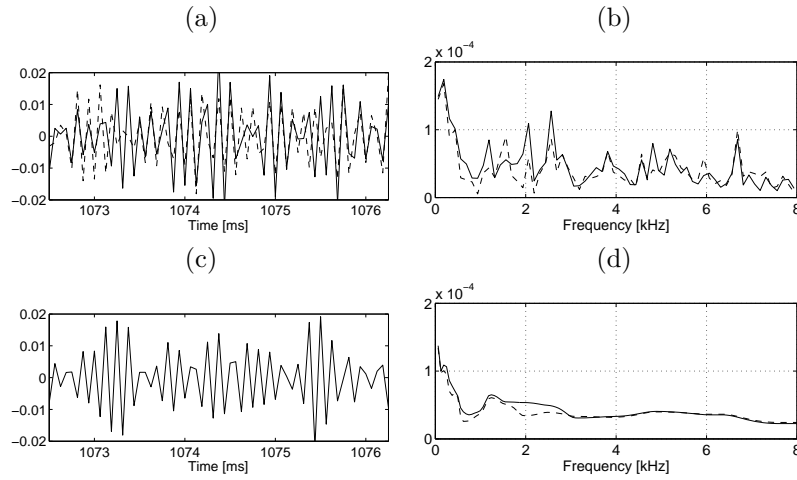 (a)
0.02
0.01
0
−0.01
−0.02
1073 1074 1075 1076
Time [ms]
(b)
x 10−4
2
1
0
0 2 4 6 8
Frequency [kHz]
(c)
0.02
0.01
0
−0.01
−0.02
1073 1074 1075 1076
Time [ms]
(d)
x 10−4
2
1
0
0 2 4 6 8
Frequency [kHz]